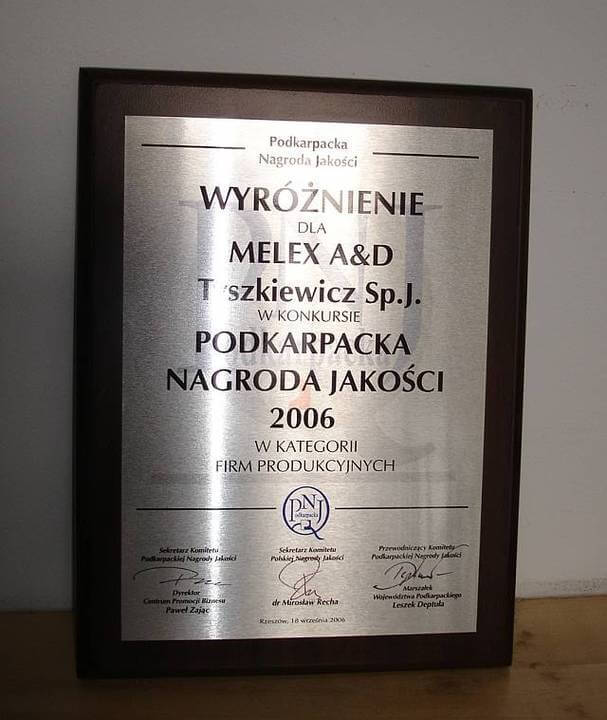 Podkarpacka
Nagroda Jakości
WYRÓŻNIENIE
DLA
MELEX A&D
Tyszkiewicz Sp.J.
W KONKURSIE
PODKARPACKA
NAGRODA JAKOŚCI
2006
W KATEGORII
FIRM PRODUKCYJNYCH
PNJ
Podkarpacka
Q
Sekretarz Komitetu
Podkarpackiej Nagrody Jakości
Dyrektor
Centrum Promocji Biznesu
Paweł Zając
Sekretarz Komitetu
Polskiej Nagrody Jakości
dr Mirosław Recha
Przewodniczący Komitetu
Podkarpackiej Nagrody Jakości
Marszałek
Województwa Podkarpackiego
Leszek Deptuła
Rzeszów, 18 września 2006